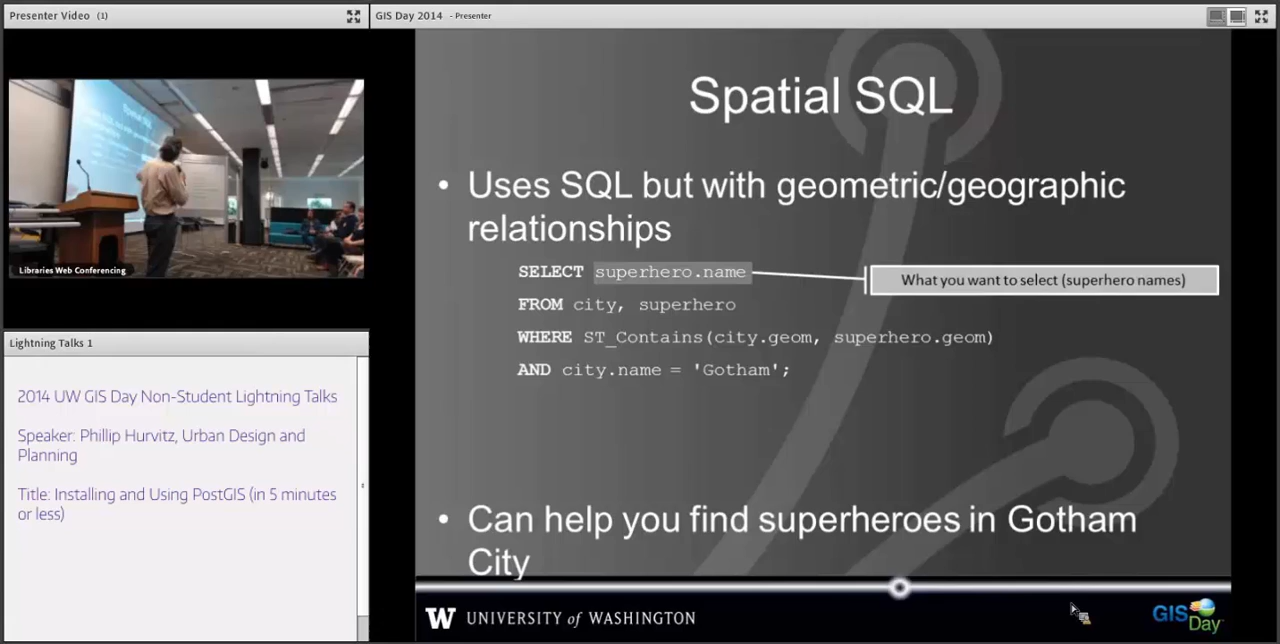 Presenter Video (1)
GIS Day 2014 - Presenter
Libraries Web Conferencing
Lightning Talks 1
2014 UW GIS Day Non-Student Lightning Talks
Speaker: Phillip Hurvitz, Urban Design and
Planning
Title: Installing and Using PostGIS (in 5 minutes
or less)
Spatial SQL
• Uses SQL but with geometric/geographic
relationships
SELECT superhero.name
What you want to select (superhero names)
FROM city, superhero
WHERE ST_Contains(city.geom, superhero.geom)
AND city.name = 'Gotham';
• Can help you find superheroes in Gotham
City
W UNIVERSITY of WASHINGTON
GIS
Day